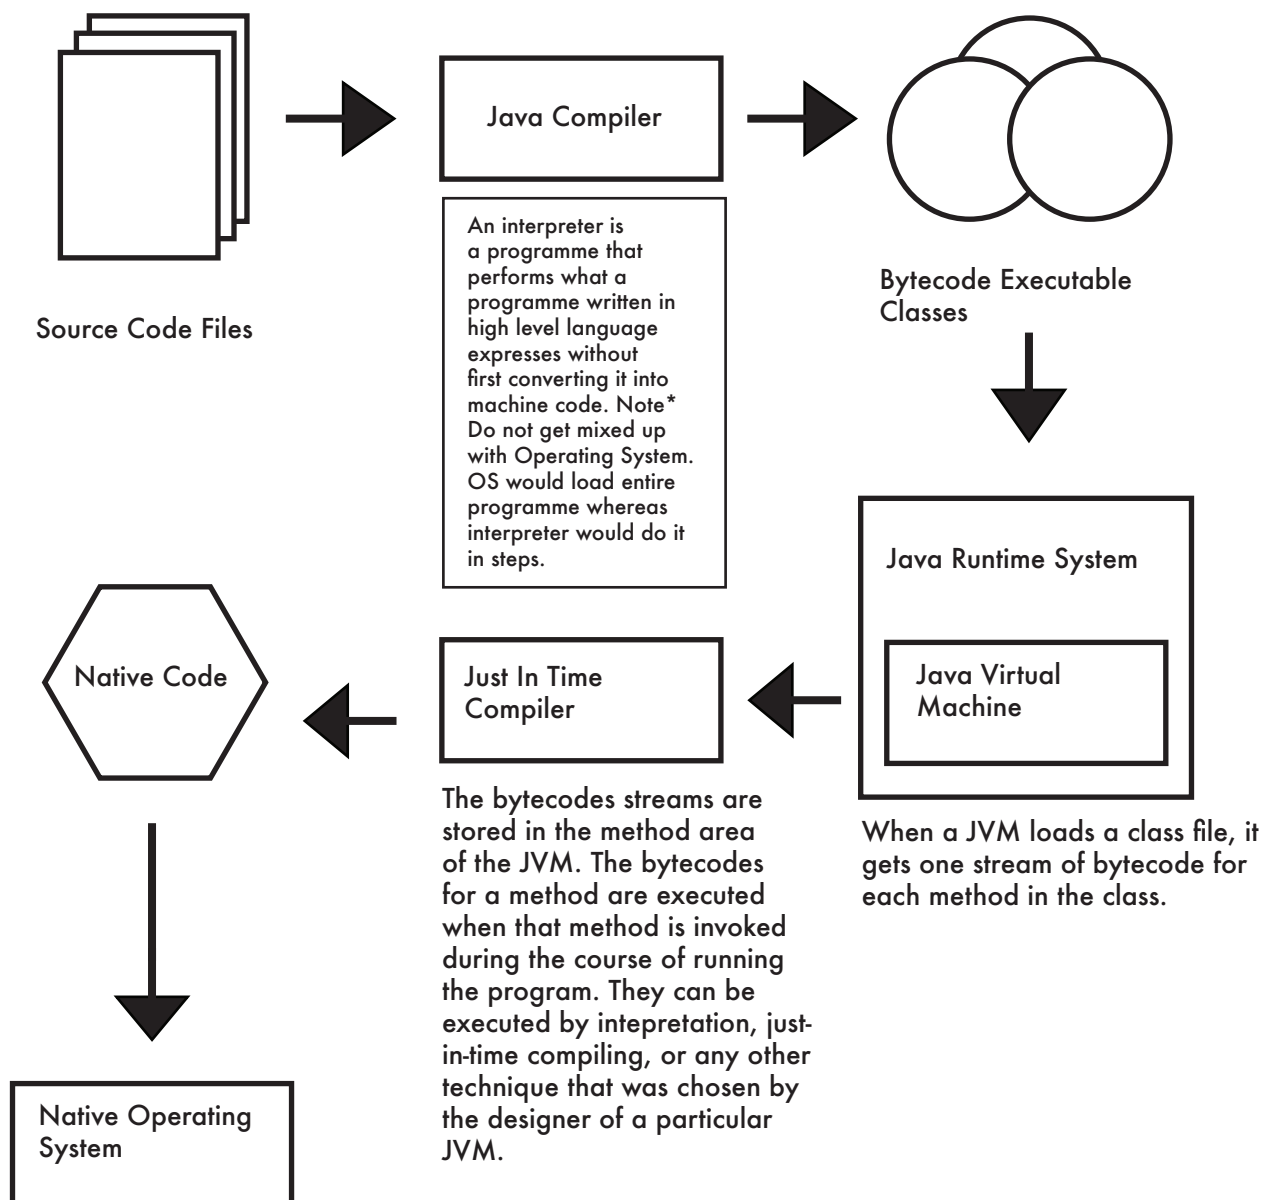 Java Compiler
An interpreter is
a programme that
performs what a
programme written in
high level language
expresses without
first converting it into
machine code. Note*
Do not get mixed up
with Operating System.
OS would load entire
programme whereas
interpreter would do it
in steps.
Source Code Files
Bytecode Executable
Classes
Java Runtime System
Java Virtual
Machine
When a JVM loads a class file, it
gets one stream of bytecode for
each method in the class.
Just In Time
Compiler
The bytecodes streams are
stored in the method area
of the JVM. The bytecodes
for a method are executed
when that method is invoked
during the course of running
the program. They can be
executed by intepretation, just-
in-time compiling, or any other
technique that was chosen by
the designer of a particular
JVM.
Native Code
Native Operating
System